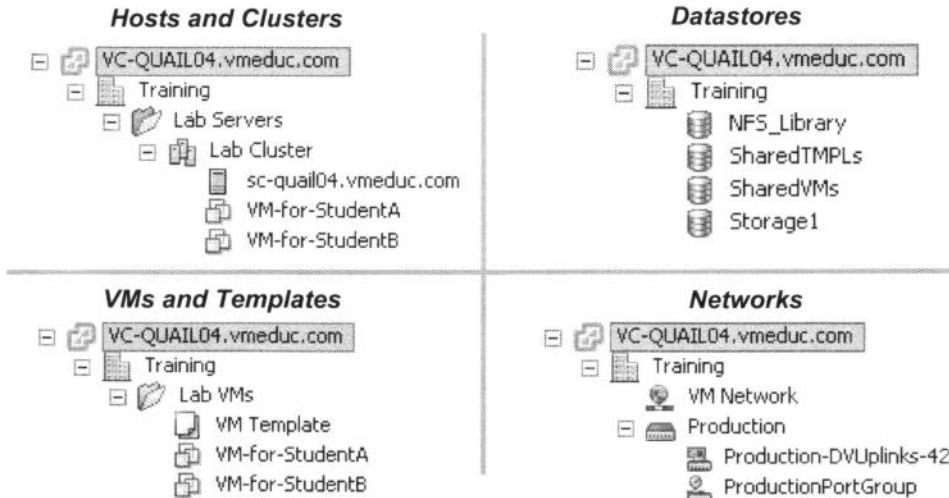 Hosts and Clusters
VC-QUAIL04.vmeduc.com
Training
Lab Servers
Lab Cluster
sc-quail04.vmeduc.com
VM-for-StudentA
VM-for-StudentB
Datastores
VC-QUAIL04.vmeduc.com
Training
NFS_Library
SharedTMPLs
SharedVMs
Storage1
VMs and Templates
VC-QUAIL04.vmeduc.com
Training
Lab VMs
VM Template
VM-for-StudentA
VM-for-StudentB
Networks
VC-QUAIL04.vmeduc.com
Training
VM Network
Production
Production-DVUplinks-42
ProductionPortGroup